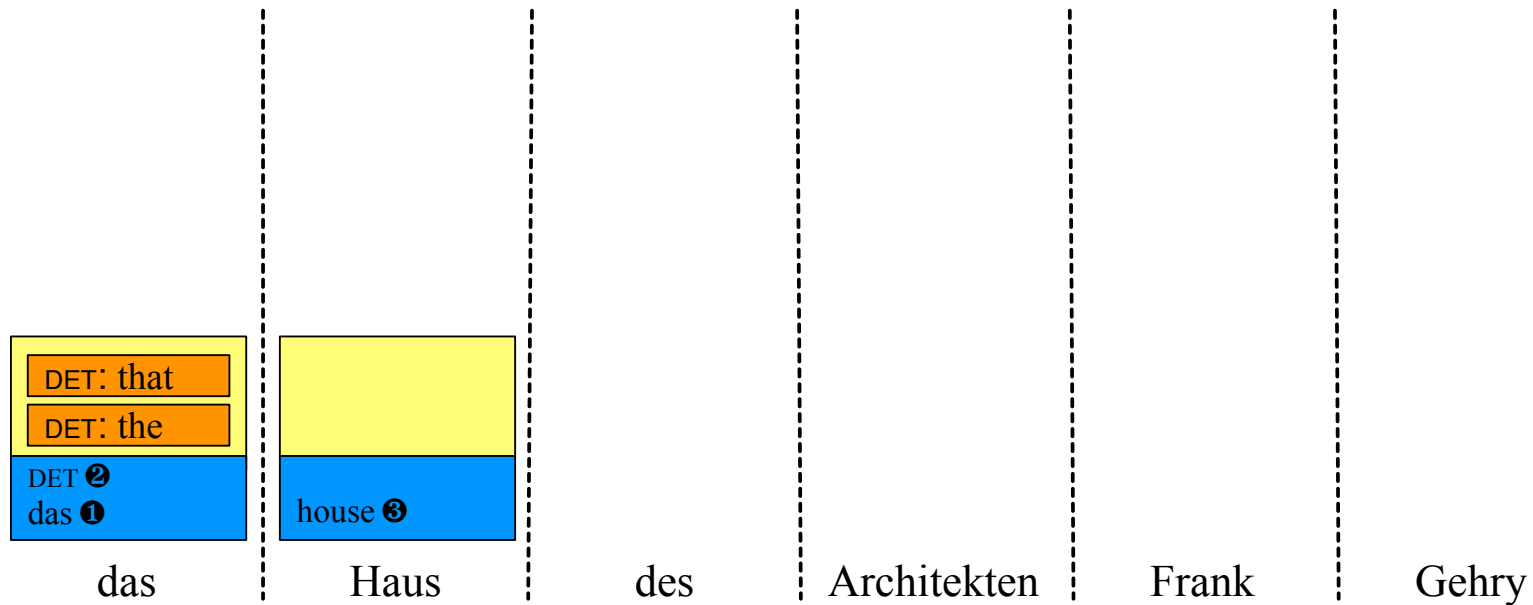 DET: that
DET: the
DET ❷
das ❶
house ❸
das Haus des Architekten Frank Gehry